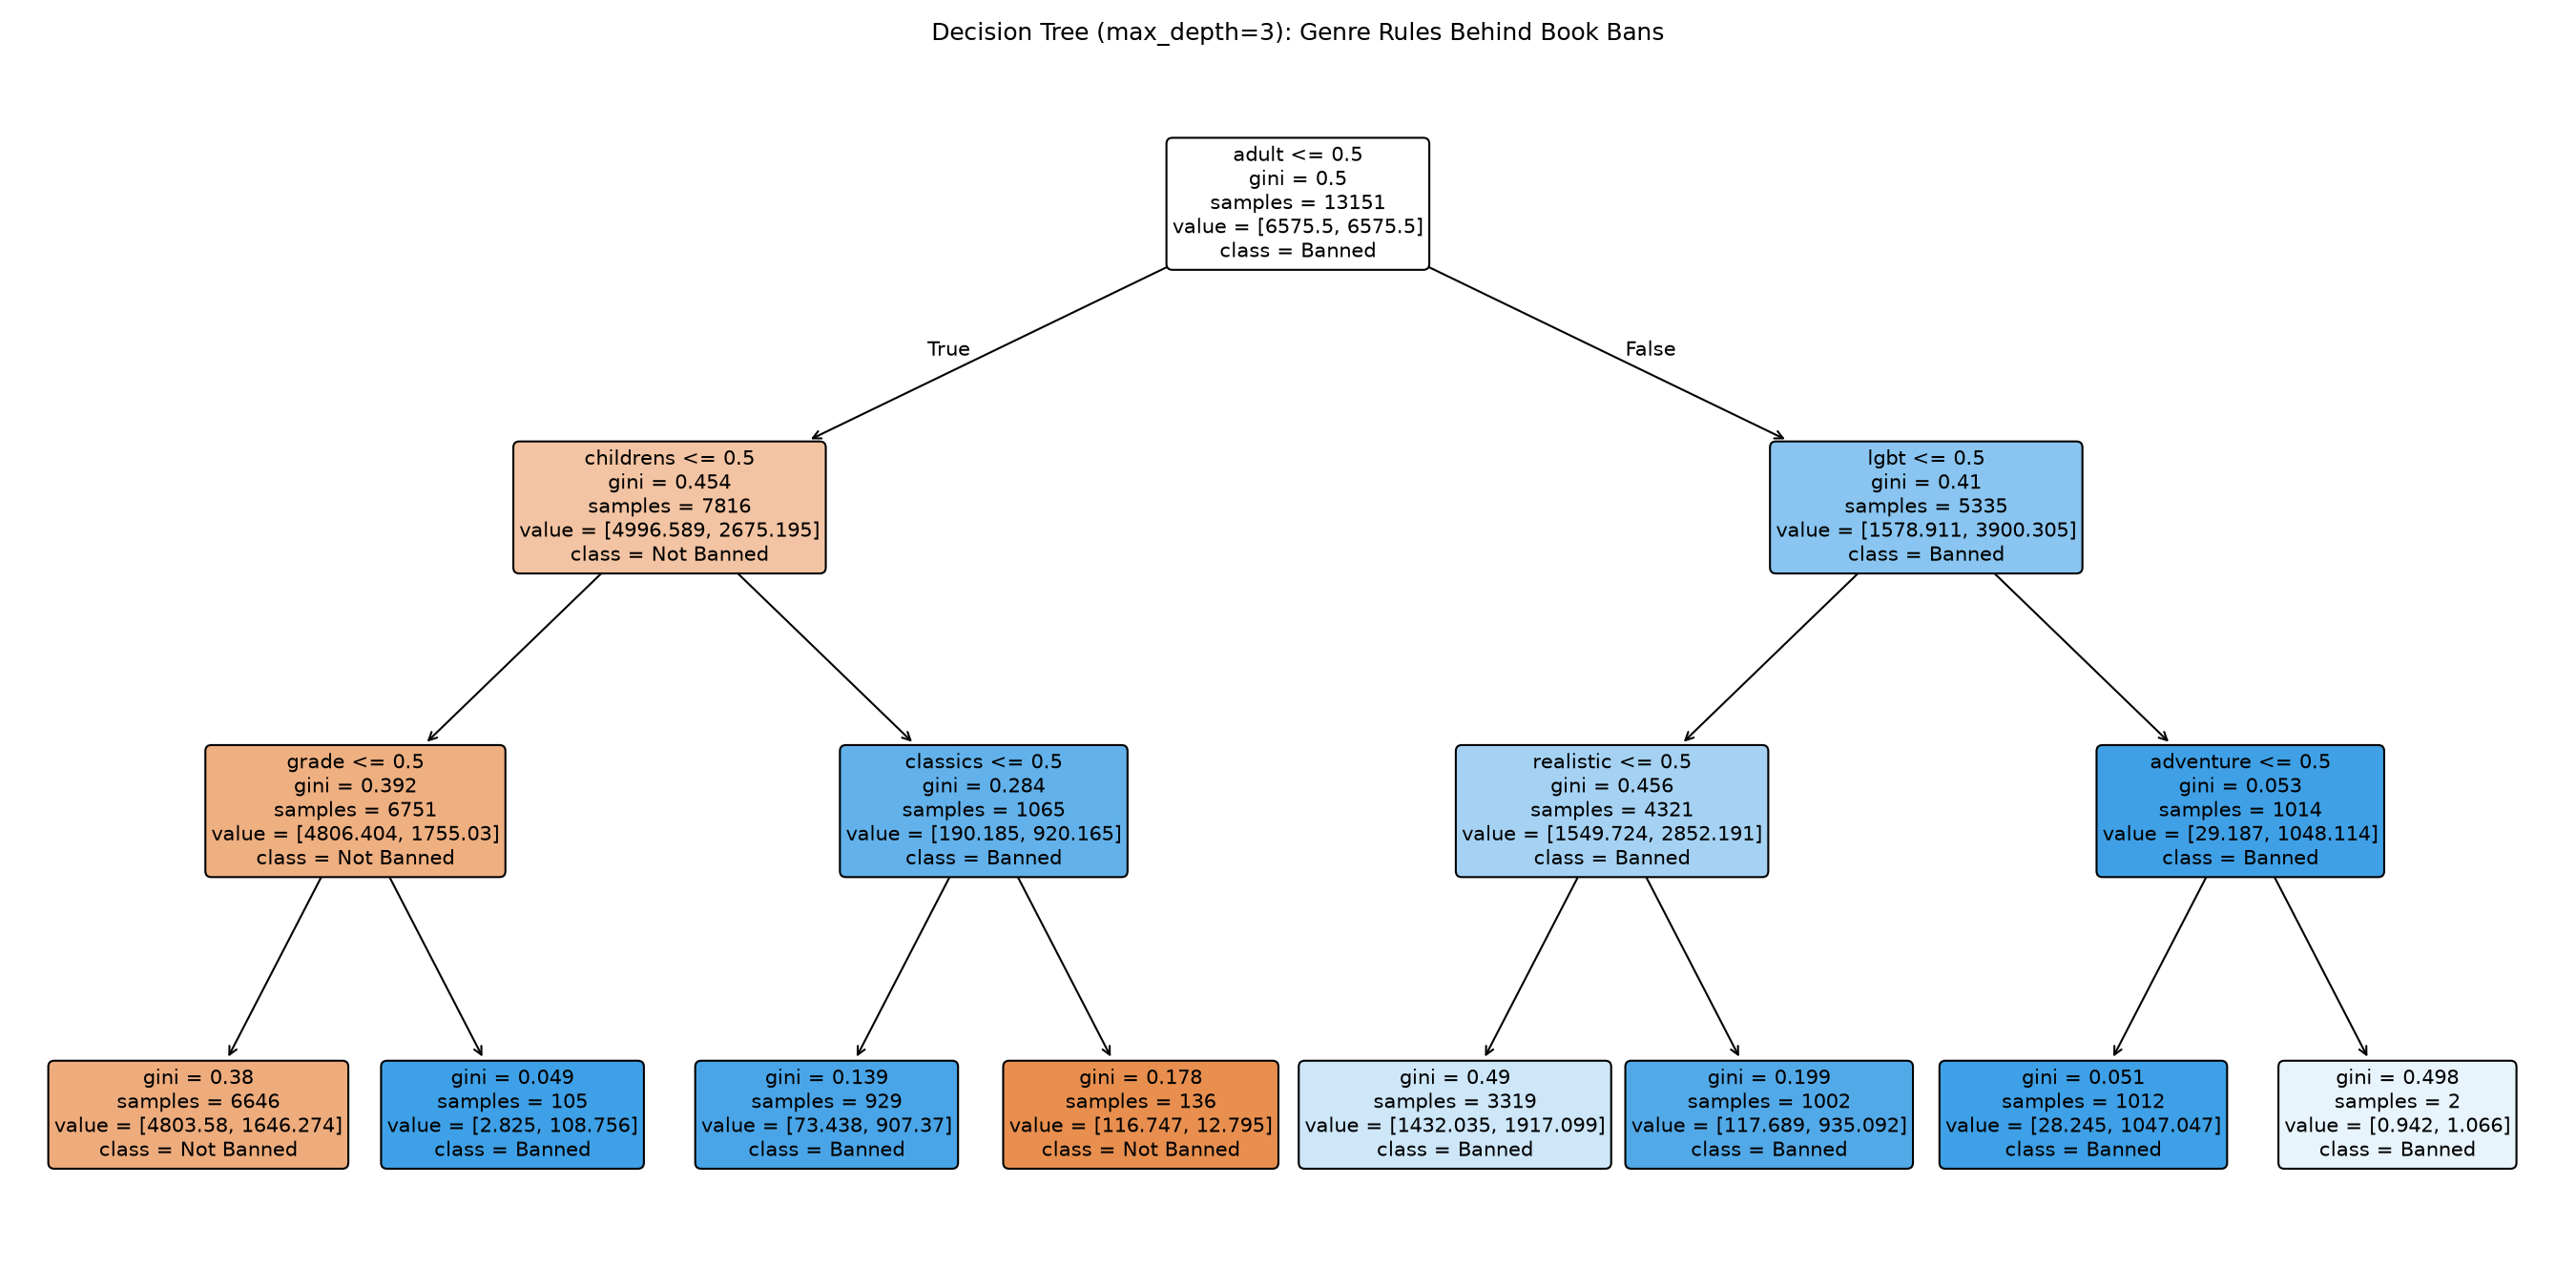 Decision Tree (max_depth=3): Genre Rules Behind Book Bans
adult <= 0.5
gini = 0.5
samples = 13151
value = [6575.5, 6575.5]
class = Banned
True
False
childrens <= 0.5
gini = 0.454
samples = 7816
value = [4996.589, 2675.195]
class = Not Banned
lgbt <= 0.5
gini = 0.41
samples = 5335
value = [1578.911, 3900.305]
class = Banned
grade <= 0.5
gini = 0.392
samples = 6751
value = [4806.404, 1755.03]
class = Not Banned
classics <= 0.5
gini = 0.284
samples = 1065
value = [190.185, 920.165]
class = Banned
realistic <= 0.5
gini = 0.456
samples = 4321
value = [1549.724, 2852.191]
class = Banned
adventure <= 0.5
gini = 0.053
samples = 1014
value = [29.187, 1048.114]
class = Banned
gini = 0.38
samples = 6646
value = [4803.58, 1646.274]
class = Not Banned
gini = 0.049
samples = 105
value = [2.825, 108.756]
class = Banned
gini = 0.139
samples = 929
value = [73.438, 907.37]
class = Banned
gini = 0.178
samples = 136
value = [116.747, 12.795]
class = Not Banned
gini = 0.49
samples = 3319
value = [1432.035, 1917.099]
class = Banned
gini = 0.199
samples = 1002
value = [117.689, 935.092]
class = Banned
gini = 0.051
samples = 1012
value = [28.245, 1047.047]
class = Banned
gini = 0.498
samples = 2
value = [0.942, 1.066]
class = Banned